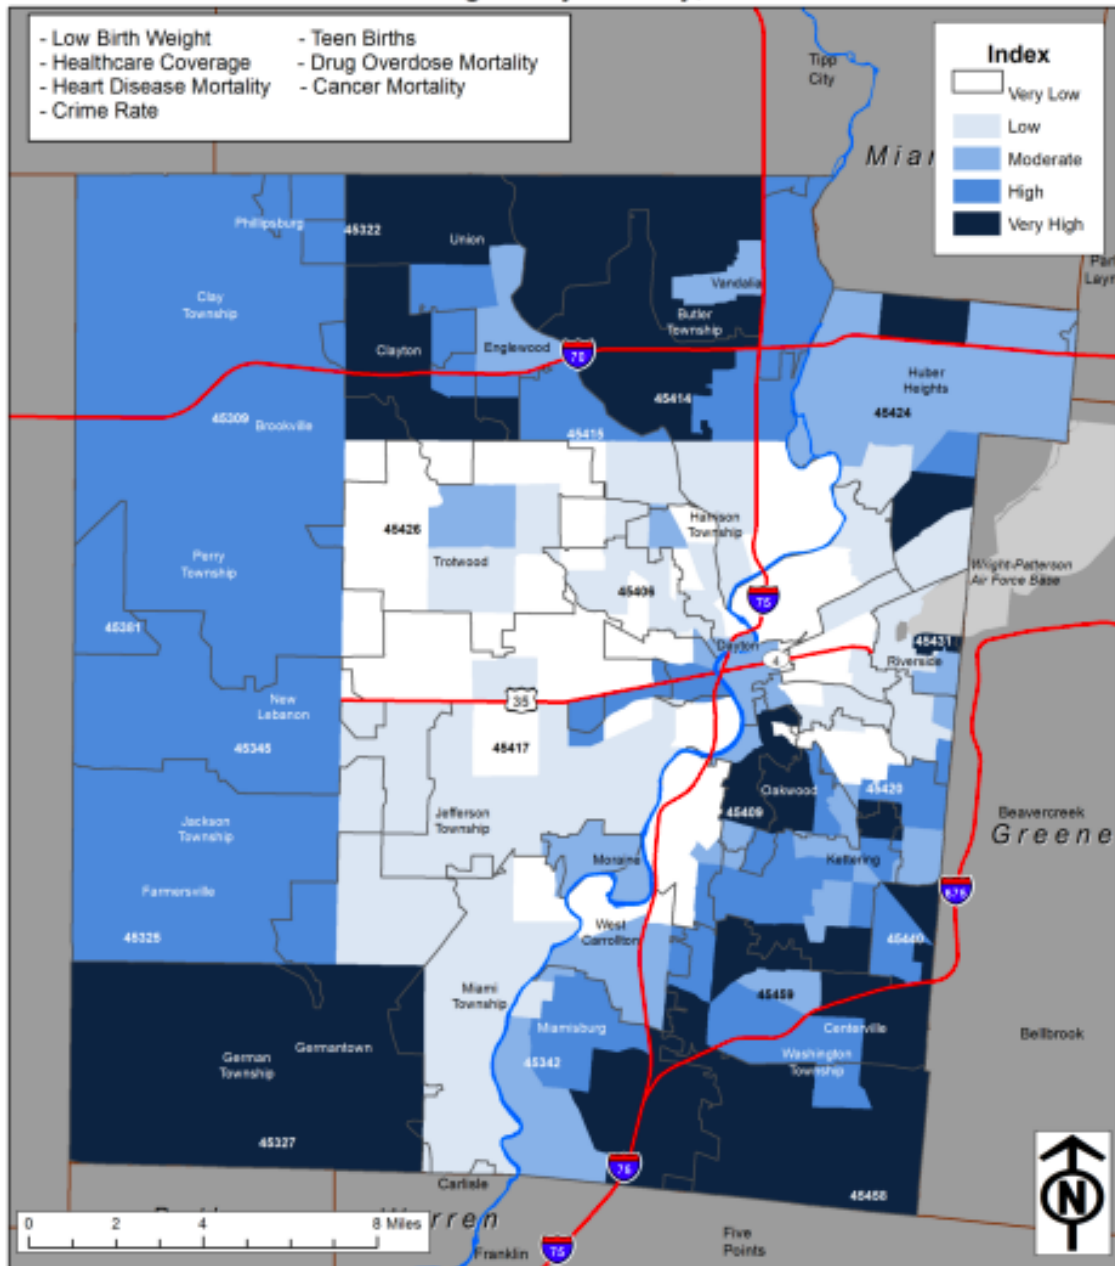 - Low Birth Weight
- Teen Births
- Healthcare Coverage
- Drug Overdose Mortality
- Heart Disease Mortality
- Cancer Mortality
- Crime Rate
Index
Very Low
Low
Moderate
High
Very High
Tipp
City
Phillipsburg
45322
Union
Clay
Township
Vandalia
Butler
Township
Clayton
Englewood
70
Huber
Heights
45414
45424
45309
Brookville
45415
45426
Harrison
Township
Trotwood
Perry
Township
Wright-Patterson
Air Force Base
45406
75
45381
45431
Dayton
4
Riverside
New
Lebanon
35
45345
45417
45420
Oakwood
45409
Jackson
Township
Jefferson
Township
Beavercreek
Greene
Moraine
Kettering
Farmersville
675
45325
West
Carrollton
45440
Miami
Township
45459
Miamisburg
Centerville
Bellbrook
German
Township
Germantown
45342
Washington
Township
45327
75
45458
N
Carlisle
0 2 4 8 Miles
Franklin
75
Five
Points